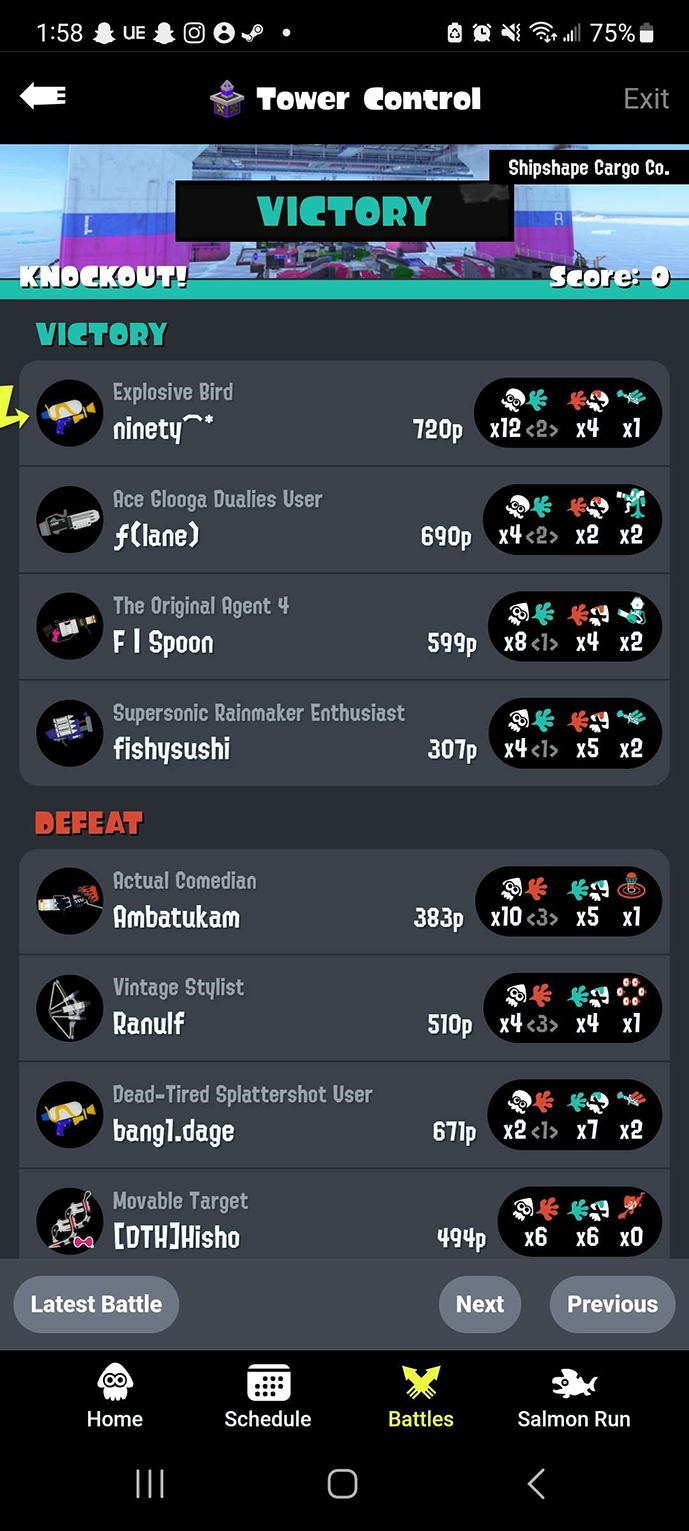 1:58 UE 75%
Tower Control Exit
Shipshape Cargo Co.
VICTORY
KNOCKOUT! Score: 0
VICTORY
Explosive Bird
ninety⌒* 720p x12 <2> x4 x1
Ace Glooga Dualies User
ƒ(lane) 690p x4 <2> x2 x2
The Original Agent 4
F l Spoon 599p x8 <1> x4 x2
Supersonic Rainmaker Enthusiast
fishysushi 307p x4 <1> x5 x2
DEFEAT
Actual Comedian
Ambatukam 383p x10 <3> x5 x1
Vintage Stylist
Ranulf 510p x4 <3> x4 x1
Dead-Tired Splattershot User
bang1.dage 671p x2 <1> x7 x2
Movable Target
[DTH]Hisho 494p x6 x6 x0
Latest Battle Next Previous
Home Schedule Battles Salmon Run